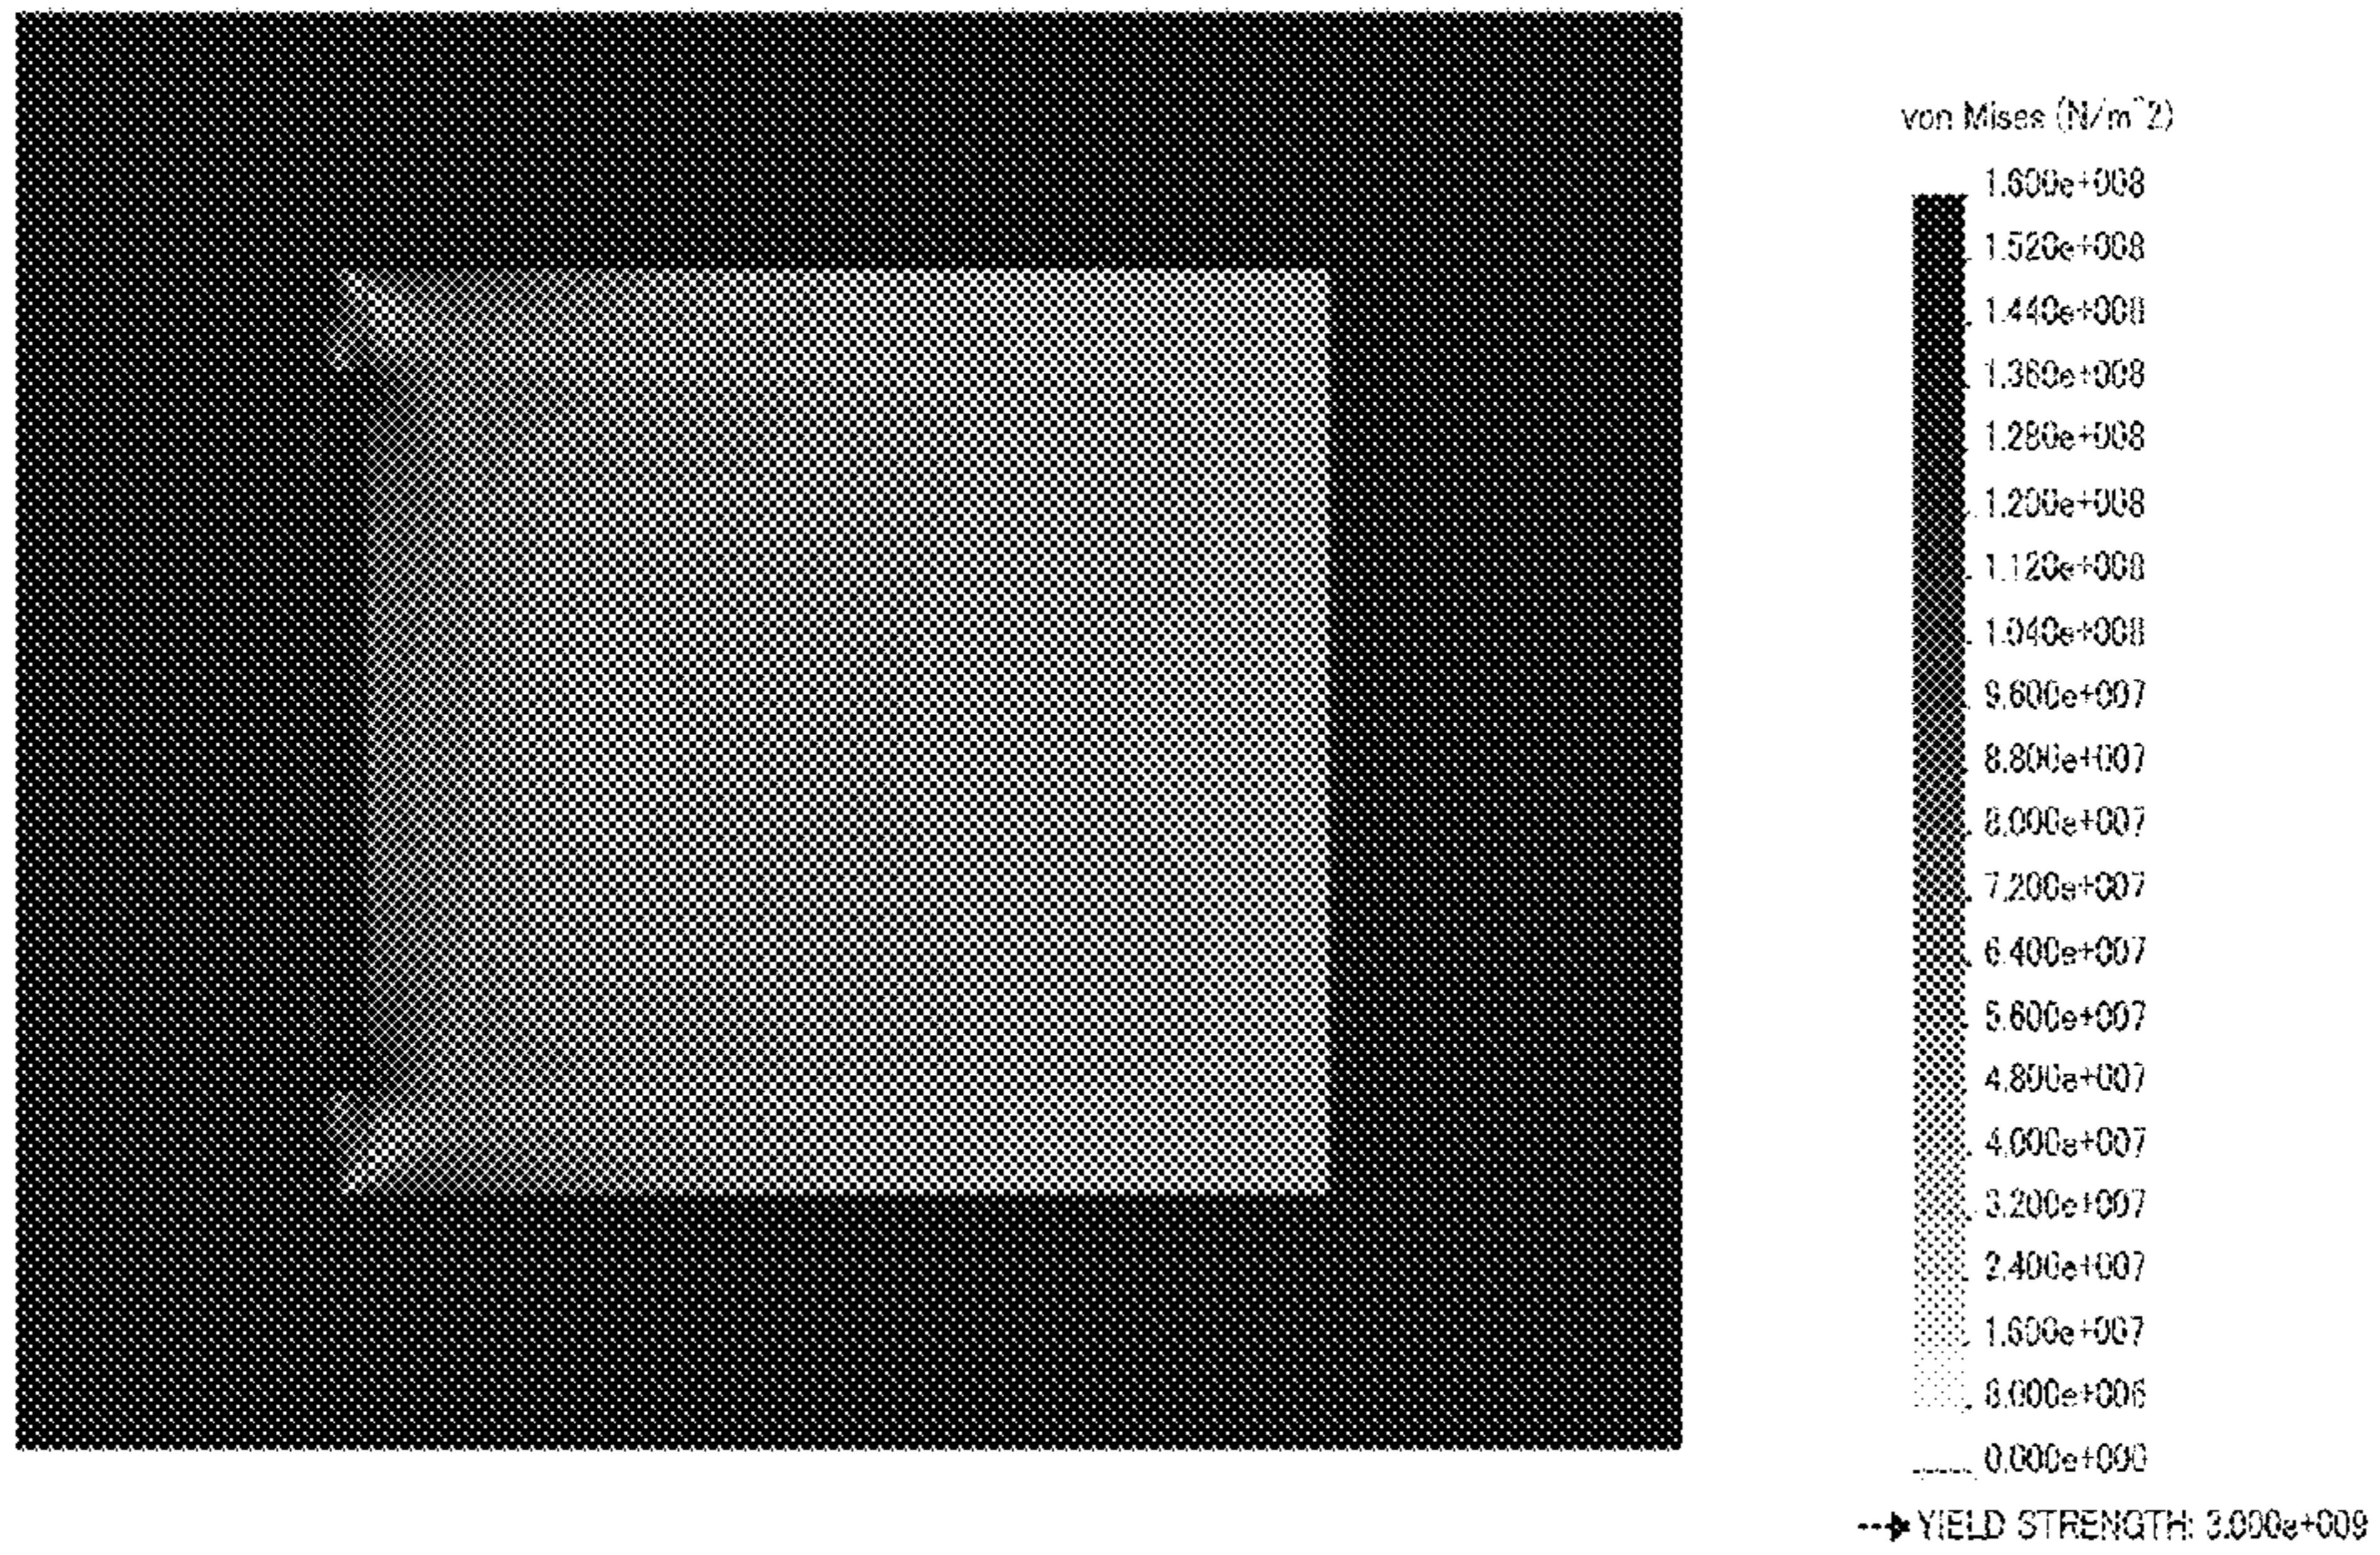 von Mises (N/m^2)
1.600e+008
1.520e+008
1.440e+008
1.360e+008
1.280e+008
1.200e+008
1.120e+008
1.040e+008
9.600e+007
8.800e+007
8.000e+007
7.200e+007
6.400e+007
5.600e+007
4.800e+007
4.000e+007
3.200e+007
2.400e+007
1.600e+007
8.000e+006
0.000e+000
YIELD STRENGTH: 3.000e+009